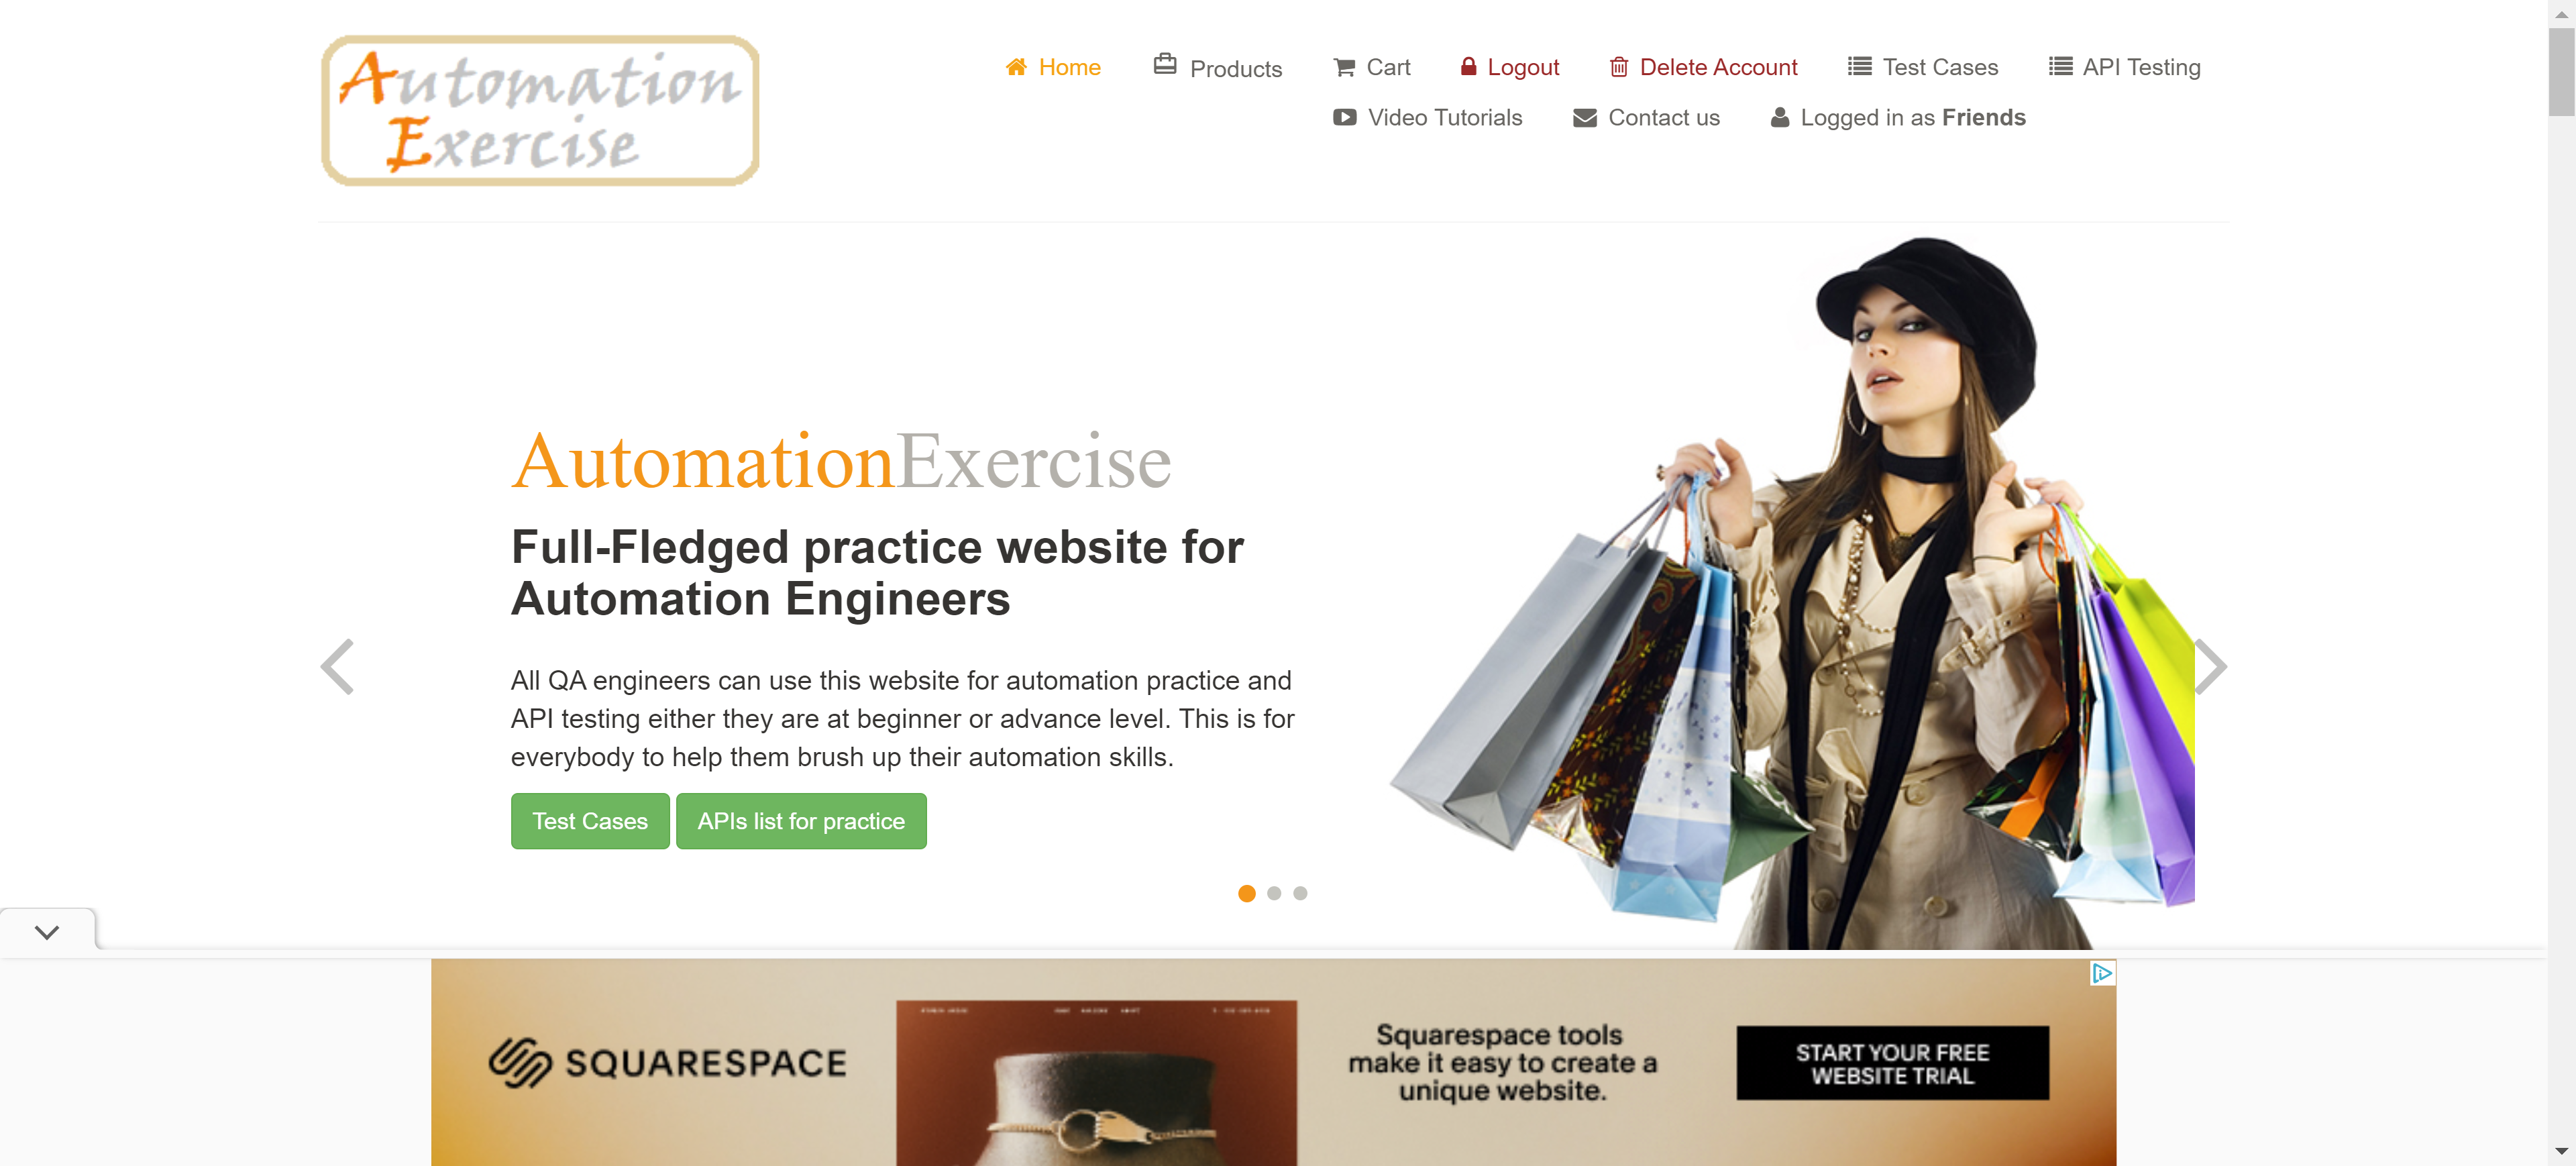 Automation
Exercise
Home Products Cart Logout Delete Account Test Cases API Testing
Video Tutorials Contact us Logged in as Friends
AutomationExercise
Full-Fledged practice website for
Automation Engineers
All QA engineers can use this website for automation practice and
API testing either they are at beginner or advance level. This is for
everybody to help them brush up their automation skills.
Test Cases APIs list for practice
SQUARESPACE
Squarespace tools
make it easy to create a
unique website.
START YOUR FREE
WEBSITE TRIAL